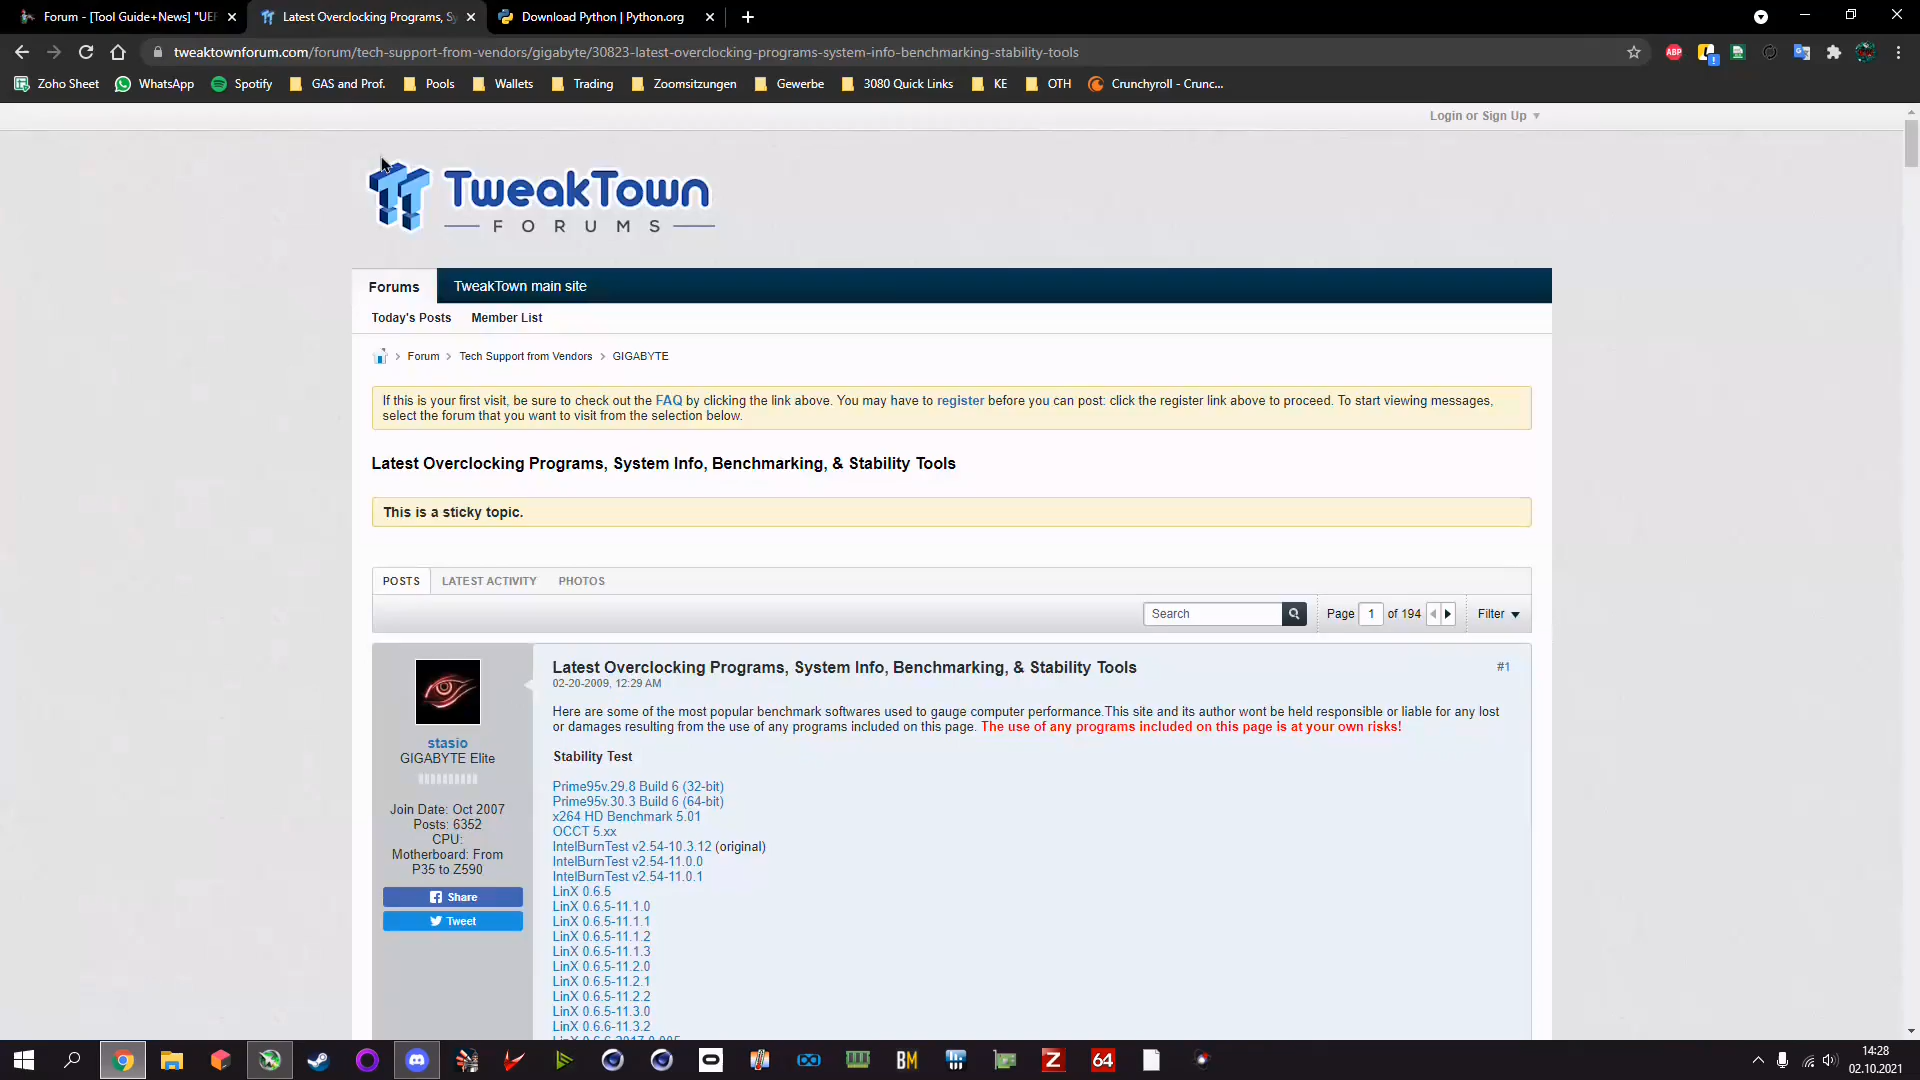 Forum - [Tool Guide+News] "UEF
Latest Overclocking Programs, Sy
Download Python | Python.org
tweaktownforum.com/forum/tech-support-from-vendors/gigabyte/30823-latest-overclocking-programs-system-info-benchmarking-stability-tools
ABP
Zoho Sheet
WhatsApp
Spotify
GAS and Prof.
Pools
Wallets
Trading
Zoomsitzungen
Gewerbe
3080 Quick Links
KE
OTH
Crunchyroll - Crunc...
Login or Sign Up
TweakTown
FORUMS
Forums
TweakTown main site
Today's Posts
Member List
Forum
Tech Support from Vendors
GIGABYTE
If this is your first visit, be sure to check out the FAQ by clicking the link above. You may have to register before you can post: click the register link above to proceed. To start viewing messages,
select the forum that you want to visit from the selection below.
Latest Overclocking Programs, System Info, Benchmarking, & Stability Tools
This is a sticky topic.
POSTS
LATEST ACTIVITY
PHOTOS
Search
Page 1 of 194
Filter
stasio
GIGABYTE Elite
Join Date: Oct 2007
Posts: 6352
CPU:
Motherboard: From
P35 to Z590
Share
Tweet
Latest Overclocking Programs, System Info, Benchmarking, & Stability Tools
#1
02-20-2009, 12:29 AM
Here are some of the most popular benchmark softwares used to gauge computer performance.This site and its author wont be held responsible or liable for any lost
or damages resulting from the use of any programs included on this page. The use of any programs included on this page is at your own risks!
Stability Test
Prime95v.29.8 Build 6 (32-bit)
Prime95v.30.3 Build 6 (64-bit)
x264 HD Benchmark 5.01
OCCT 5.xx
IntelBurnTest v2.54-10.3.12 (original)
IntelBurnTest v2.54-11.0.0
IntelBurnTest v2.54-11.0.1
LinX 0.6.5
LinX 0.6.5-11.1.0
LinX 0.6.5-11.1.1
LinX 0.6.5-11.1.2
LinX 0.6.5-11.1.3
LinX 0.6.5-11.2.0
LinX 0.6.5-11.2.1
LinX 0.6.5-11.2.2
LinX 0.6.5-11.3.0
LinX 0.6.6-11.3.2
BM
Z
64
14:28
02.10.2021